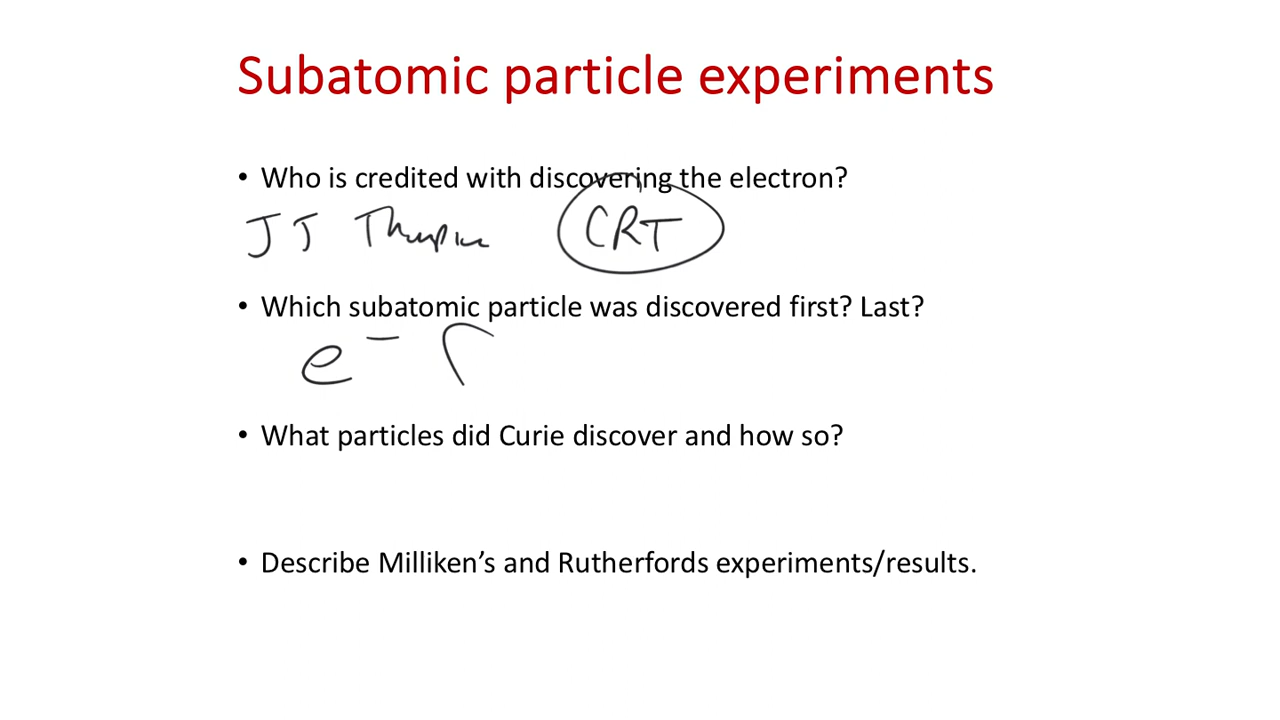 Subatomic particle experiments
• Who is credited with discovering the electron?
J J CRT
• Which subatomic particle was discovered first? Last?
e⁻
• What particles did Curie discover and how so?
• Describe Milliken’s and Rutherfords experiments/results.